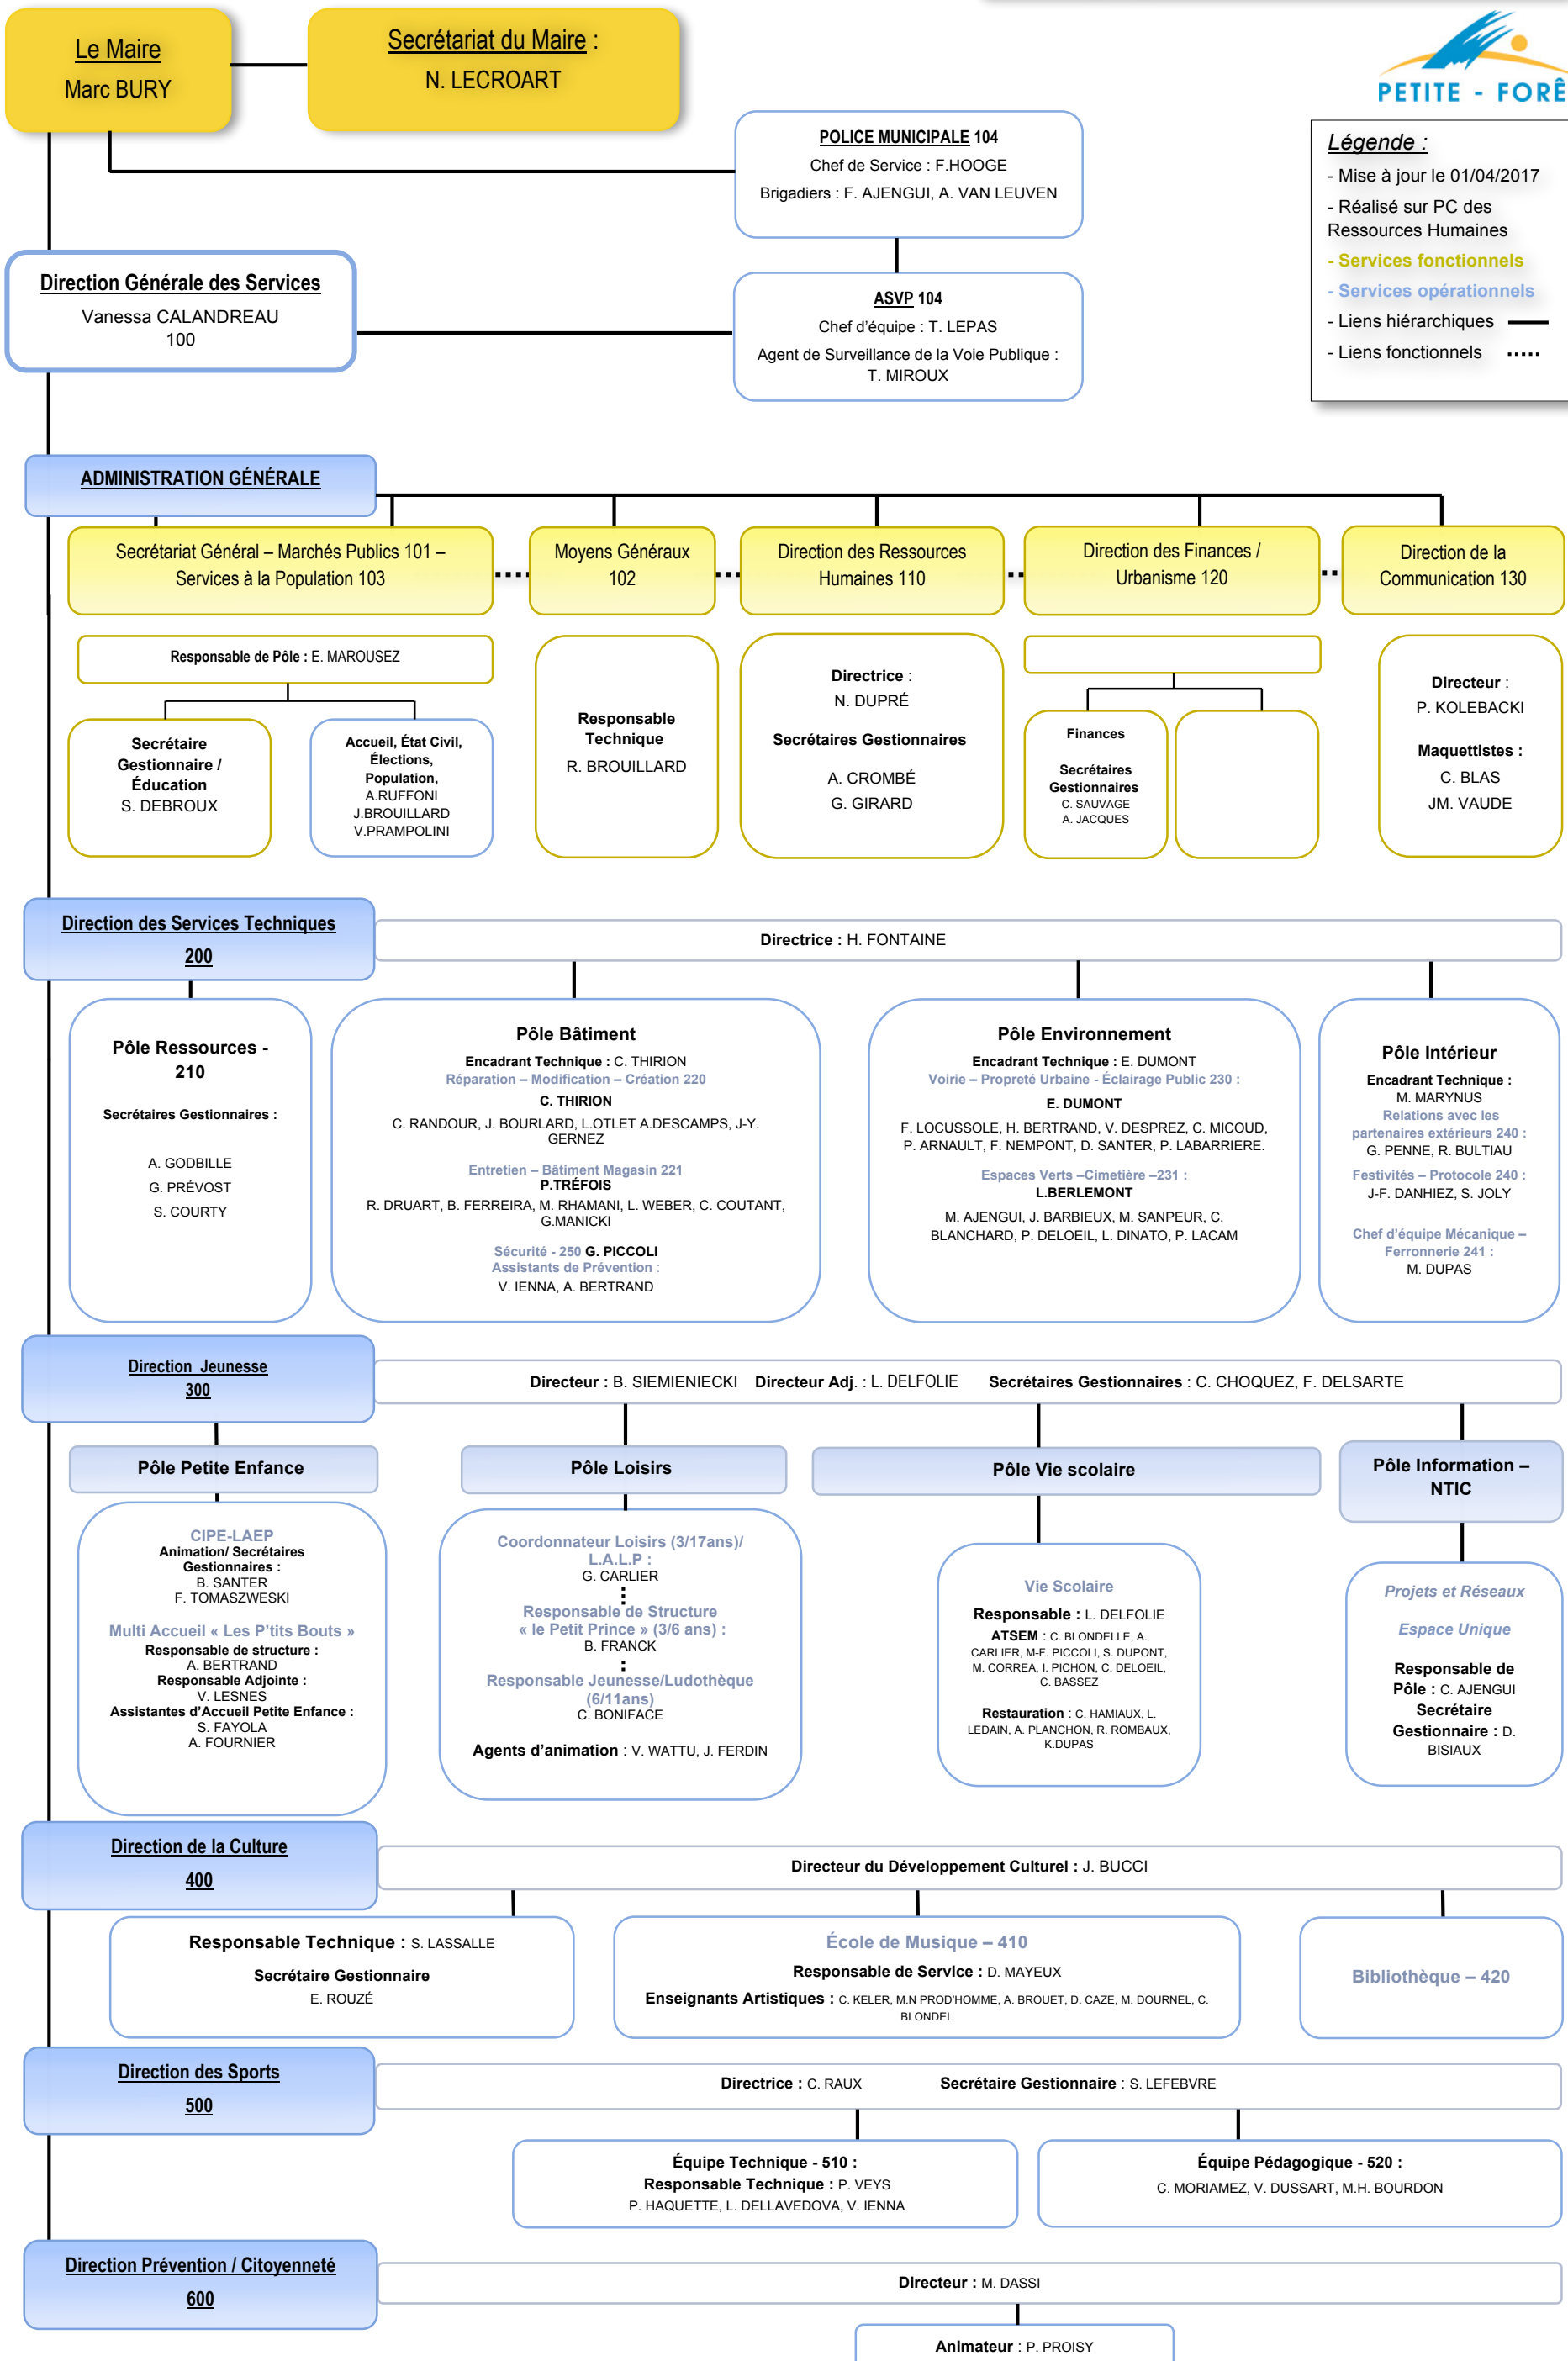 Le Maire
Marc BURY
Secrétariat du Maire :
N. LECROART
PETITE - FORÊ
POLICE MUNICIPALE 104
Chef de Service : F.HOOGE
Brigadiers : F. AJENGUI, A. VAN LEUVEN
Légende :
- Mise à jour le 01/04/2017
- Réalisé sur PC des
Ressources Humaines
- Services fonctionnels
- Services opérationnels
- Liens hiérarchiques
- Liens fonctionnels
Direction Générale des Services
Vanessa CALANDREAU
100
ASVP 104
Chef d'équipe : T. LEPAS
Agent de Surveillance de la Voie Publique :
T. MIROUX
ADMINISTRATION GÉNÉRALE
Secrétariat Général – Marchés Publics 101 –
Services à la Population 103
Moyens Généraux
102
Direction des Ressources
Humaines 110
Direction des Finances /
Urbanisme 120
Direction de la
Communication 130
Responsable de Pôle : E. MAROUSEZ
Secrétaire
Gestionnaire /
Éducation
S. DEBROUX
Accueil, État Civil,
Élections,
Population,
A.RUFFONI
J.BROUILLARD
V.PRAMPOLINI
Responsable
Technique
R. BROUILLARD
Directrice :
N. DUPRÉ
Secrétaires Gestionnaires
A. CROMBÉ
G. GIRARD
Finances
Secrétaires
Gestionnaires
C. SAUVAGE
A. JACQUES
Directeur :
P. KOLEBACKI
Maquettistes :
C. BLAS
JM. VAUDE
Direction des Services Techniques
200
Directrice : H. FONTAINE
Pôle Ressources -
210
Secrétaires Gestionnaires :
A. GODBILLE
G. PRÉVOST
S. COURTY
Pôle Bâtiment
Encadrant Technique : C. THIRION
Réparation – Modification – Création 220
C. THIRION
C. RANDOUR, J. BOURLARD, L.OTLET A.DESCAMPS, J-Y.
GERNEZ
Entretien – Bâtiment Magasin 221
P.TRÉFOIS
R. DRUART, B. FERREIRA, M. RHAMANI, L. WEBER, C. COUTANT,
G.MANICKI
Sécurité - 250 G. PICCOLI
Assistants de Prévention :
V. IENNA, A. BERTRAND
Pôle Environnement
Encadrant Technique : E. DUMONT
Voirie – Propreté Urbaine - Éclairage Public 230 :
E. DUMONT
F. LOCUSSOLE, H. BERTRAND, V. DESPREZ, C. MICOUD,
P. ARNAULT, F. NEMPONT, D. SANTER, P. LABARRIERE.
Espaces Verts –Cimetière –231 :
L.BERLEMONT
M. AJENGUI, J. BARBIEUX, M. SANPEUR, C.
BLANCHARD, P. DELOEIL, L. DINATO, P. LACAM
Pôle Intérieur
Encadrant Technique :
M. MARYNUS
Relations avec les
partenaires extérieurs 240 :
G. PENNE, R. BULTIAU
Festivités – Protocole 240 :
J-F. DANHIEZ, S. JOLY
Chef d'équipe Mécanique –
Ferronnerie 241 :
M. DUPAS
Direction Jeunesse
300
Directeur : B. SIEMIENIECKI Directeur Adj. : L. DELFOLIE Secrétaires Gestionnaires : C. CHOQUEZ, F. DELSARTE
Pôle Petite Enfance
Pôle Loisirs
Pôle Vie scolaire
Pôle Information –
NTIC
CIPE-LAEP
Animation/ Secrétaires
Gestionnaires :
B. SANTER
F. TOMASZWESKI
Multi Accueil « Les P'tits Bouts »
Responsable de structure :
A. BERTRAND
Responsable Adjointe :
V. LESNES
Assistantes d'Accueil Petite Enfance :
S. FAYOLA
A. FOURNIER
Coordonnateur Loisirs (3/17ans)/
L.A.L.P :
G. CARLIER
Responsable de Structure
« le Petit Prince » (3/6 ans) :
B. FRANCK
Responsable Jeunesse/Ludothèque
(6/11ans)
C. BONIFACE
Agents d'animation : V. WATTU, J. FERDIN
Vie Scolaire
Responsable : L. DELFOLIE
ATSEM : C. BLONDELLE, A.
CARLIER, M-F. PICCOLI, S. DUPONT,
M. CORREA, I. PICHON, C. DELOEIL,
C. BASSEZ
Restauration : C. HAMIAUX, L.
LEDAIN, A. PLANCHON, R. ROMBAUX,
K.DUPAS
Projets et Réseaux
Espace Unique
Responsable de
Pôle : C. AJENGUI
Secrétaire
Gestionnaire : D.
BISIAUX
Direction de la Culture
400
Directeur du Développement Culturel : J. BUCCI
Responsable Technique : S. LASSALLE
Secrétaire Gestionnaire
E. ROUZÉ
École de Musique – 410
Responsable de Service : D. MAYEUX
Enseignants Artistiques : C. KELER, M.N PROD'HOMME, A. BROUET, D. CAZE, M. DOURNEL, C.
BLONDEL
Bibliothèque – 420
Direction des Sports
500
Directrice : C. RAUX Secrétaire Gestionnaire : S. LEFEBVRE
Équipe Technique - 510 :
Responsable Technique : P. VEYS
P. HAQUETTE, L. DELLAVEDOVA, V. IENNA
Équipe Pédagogique - 520 :
C. MORIAMEZ, V. DUSSART, M.H. BOURDON
Direction Prévention / Citoyenneté
600
Directeur : M. DASSI
Animateur : P. PROISY